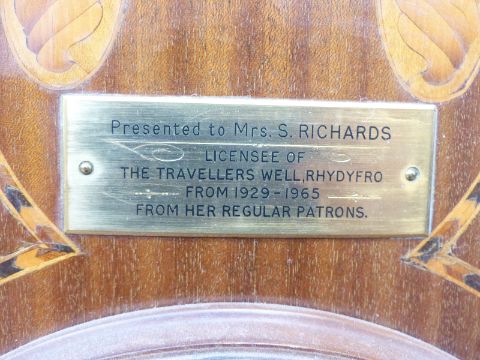 Presented to Mrs. S. RICHARDS
LICENSEE OF
THE TRAVELLERS WELL, RHYDYFRO
FROM 1929-1965
FROM HER REGULAR PATRONS.